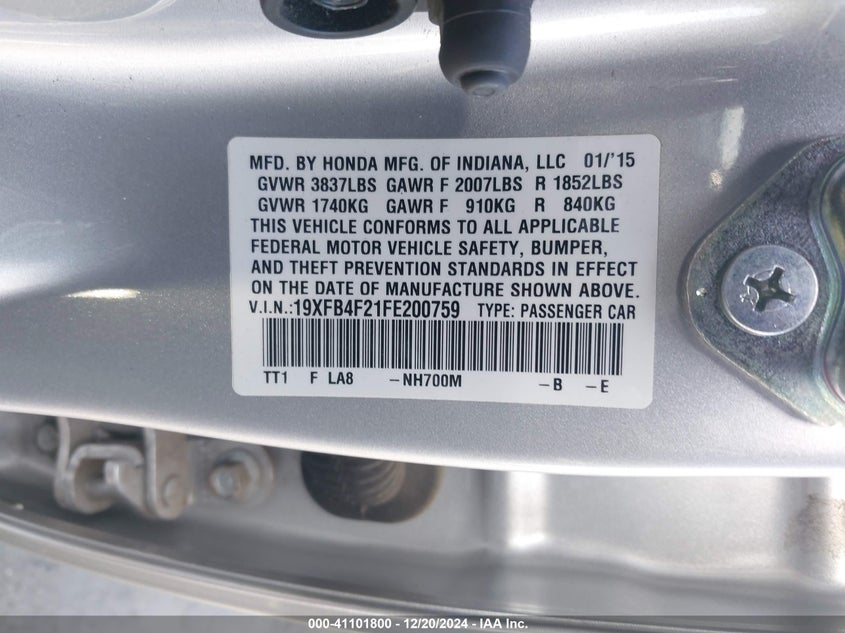 MFD. BY HONDA MFG. OF INDIANA, LLC 01/'15
GVWR 3837LBS GAWR F 2007LBS R 1852LBS
GVWR 1740KG GAWR F 910KG R 840KG
THIS VEHICLE CONFORMS TO ALL APPLICABLE
FEDERAL MOTOR VEHICLE SAFETY, BUMPER,
AND THEFT PREVENTION STANDARDS IN EFFECT
ON THE DATE OF MANUFACTURE SHOWN ABOVE.
V.I.N.:19XFB4F21FE200759 TYPE: PASSENGER CAR
TT1 F LA8 –NH700M –B –E
000-41101800 - 12/20/2024 - IAA Inc.